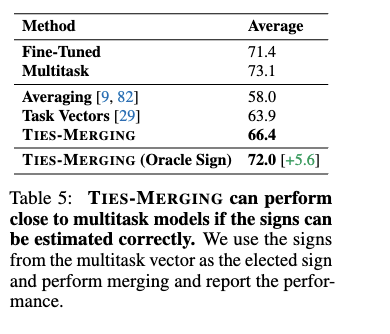 Method Average
Fine-Tuned 71.4
Multitask 73.1
Averaging [9, 82] 58.0
Task Vectors [29] 63.9
TIES-MERGING 66.4
TIES-MERGING (Oracle Sign) 72.0 [+5.6]
Table 5: TIES-MERGING can perform
close to multitask models if the signs can
be estimated correctly. We use the signs
from the multitask vector as the elected sign
and perform merging and report the perfor-
mance.